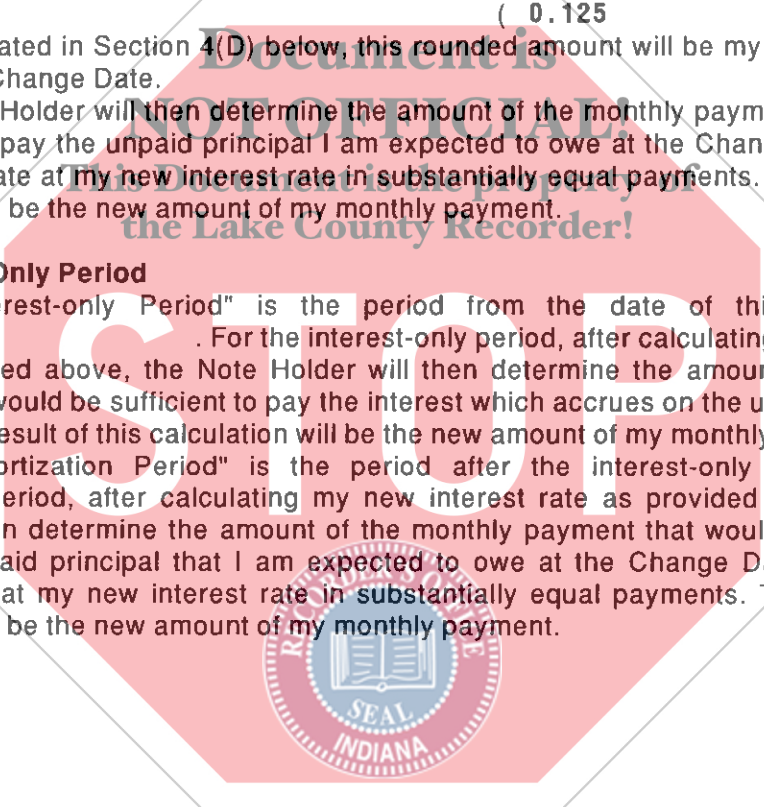 ( 0.125
ated in Section 4(D) below, this rounded amount will be my
Document is
Change Date.
Holder will then determine the amount of the monthly paym
NOT OFFICIAL!
pay the unpaid principal I am expected to owe at the Chan
ate at my new interest rate in substantially equal payments.
This Document is the property of
be the new amount of my monthly payment.
the Lake County Recorder!
Only Period
erest-only Period" is the period from the date of thi
. For the interest-only period, after calculating
STOP
ed above, the Note Holder will then determine the amoun
would be sufficient to pay the interest which accrues on the u
esult of this calculation will be the new amount of my monthly
ortization Period" is the period after the interest-only
eriod, after calculating my new interest rate as provided
n determine the amount of the monthly payment that woul
aid principal that I am expected to owe at the Change D
at my new interest rate in substantially equal payments. T
be the new amount of my monthly payment.
RECORDER'S OFFICE
SEAL
INDIANA